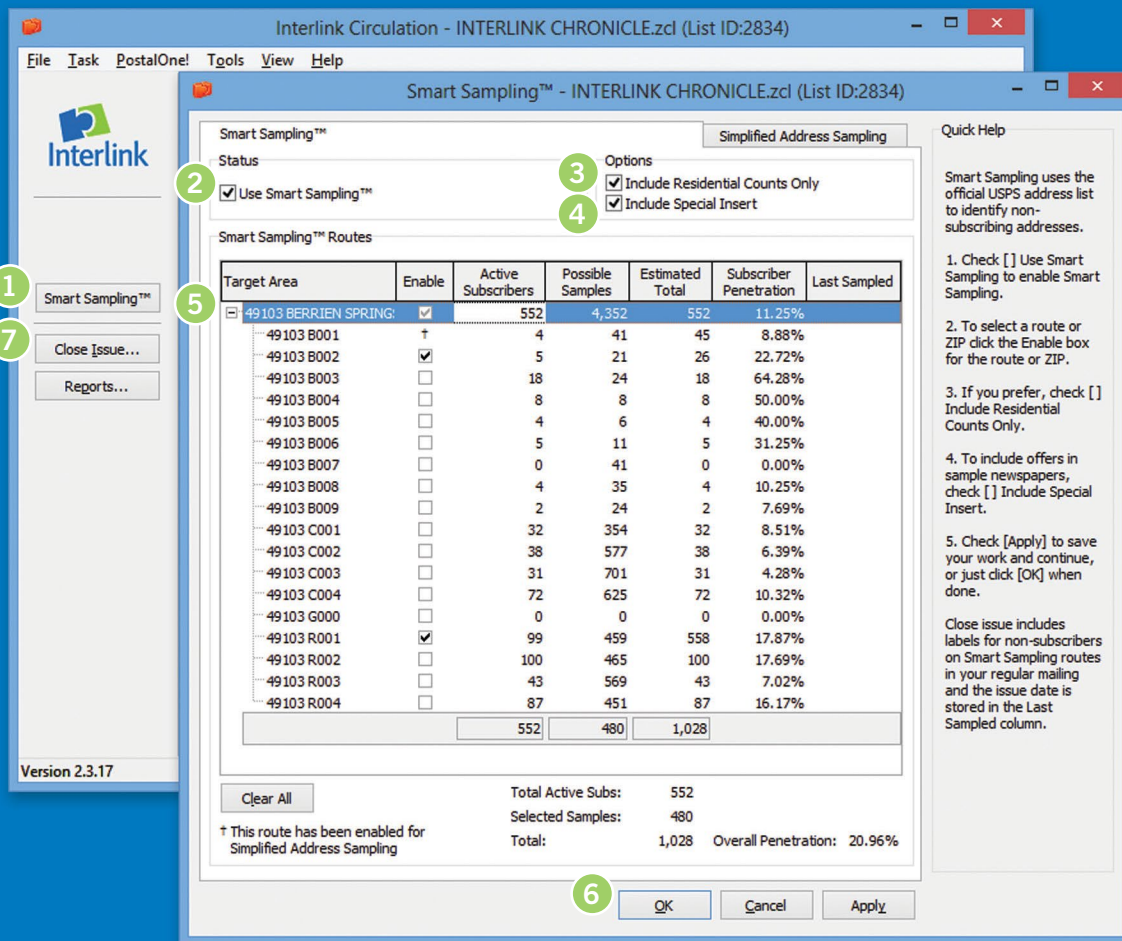 Interlink Circulation - INTERLINK CHRONICLE.zcl (List ID:2834)
File Task PostalOne! Tools View Help
Interlink
1
Smart Sampling™
7
Close Issue...
Reports...
Version 2.3.17
Smart Sampling™ - INTERLINK CHRONICLE.zcl (List ID:2834)
Smart Sampling™
Simplified Address Sampling
Status
2
Use Smart Sampling™
Options
3
Include Residential Counts Only
4
Include Special Insert
Smart Sampling™ Routes
5
Target Area Enable Active Subscribers Possible Samples Estimated Total Subscriber Penetration Last Sampled
49103 BERRIEN SPRING 552 4,352 552 11.25%
49103 B001 † 4 41 45 8.88%
49103 B002 5 21 26 22.72%
49103 B003 18 24 18 64.28%
49103 B004 8 8 8 50.00%
49103 B005 4 6 4 40.00%
49103 B006 5 11 5 31.25%
49103 B007 0 41 0 0.00%
49103 B008 4 35 4 10.25%
49103 B009 2 24 2 7.69%
49103 C001 32 354 32 8.51%
49103 C002 38 577 38 6.39%
49103 C003 31 701 31 4.28%
49103 C004 72 625 72 10.32%
49103 G000 0 0 0 0.00%
49103 R001 99 459 558 17.87%
49103 R002 100 465 100 17.69%
49103 R003 43 569 43 7.02%
49103 R004 87 451 87 16.17%
552 480 1,028
Clear All
† This route has been enabled for
Simplified Address Sampling
Total Active Subs: 552
Selected Samples: 480
Total: 1,028 Overall Penetration: 20.96%
6
OK
Cancel
Apply
Quick Help
Smart Sampling uses the
official USPS address list
to identify non-
subscribing addresses.
1. Check [ ] Use Smart
Sampling to enable Smart
Sampling.
2. To select a route or
ZIP click the Enable box
for the route or ZIP.
3. If you prefer, check [ ]
Include Residential
Counts Only.
4. To include offers in
sample newspapers,
check [ ] Include Special
Insert.
5. Check [Apply] to save
your work and continue,
or just click [OK] when
done.
Close issue includes
labels for non-subscribers
on Smart Sampling routes
in your regular mailing
and the issue date is
stored in the Last
Sampled column.